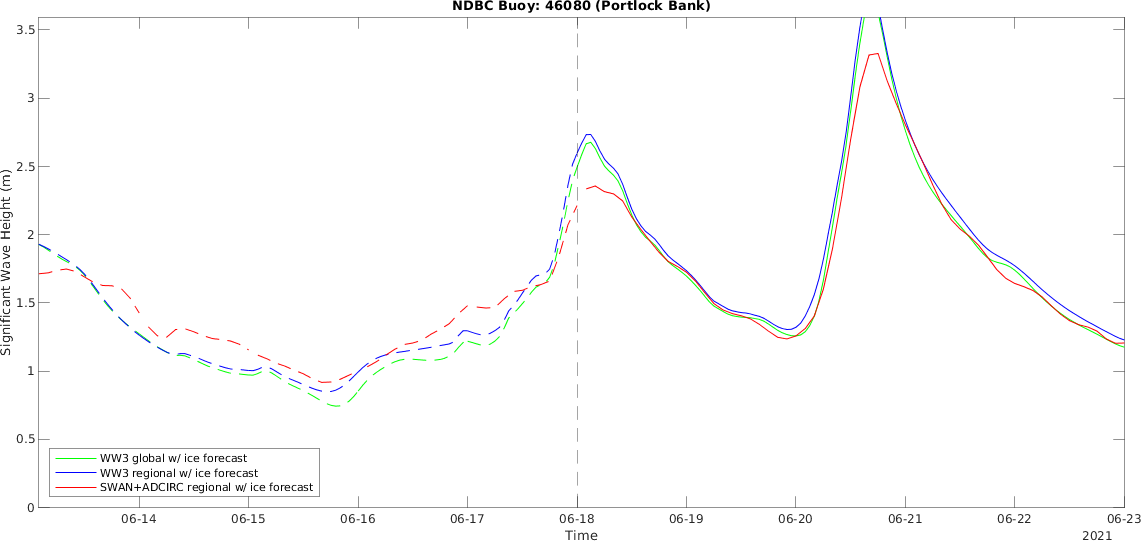 NDBC Buoy: 46080 (Portlock Bank)
3.5
3
2.5
2
1.5
1
0.5
0
Significant Wave Height (m)
WW3 global w/ ice forecast
WW3 regional w/ ice forecast
SWAN+ADCIRC regional w/ ice forecast
06-14 06-15 06-16 06-17 06-18 06-19 06-20 06-21 06-22 06-23
Time
2021